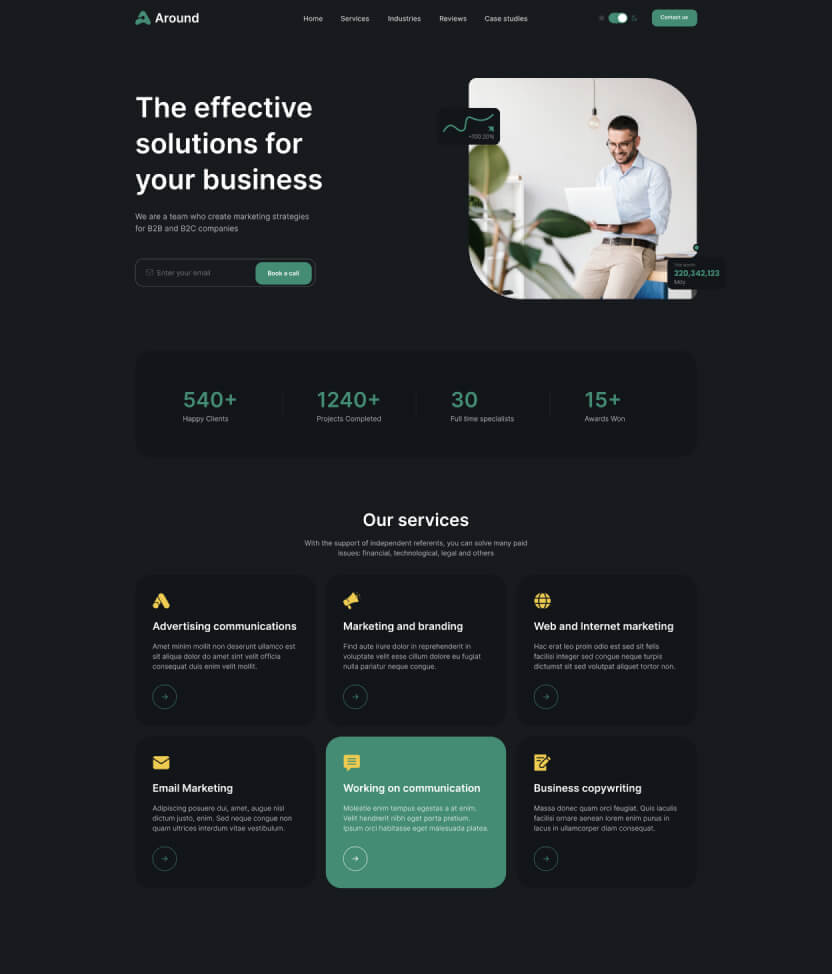 Around
Home Services Industries Reviews Case studies
Contact us
The effective
solutions for
your business
We are a team who create marketing strategies
for B2B and B2C companies
Enter your email
Book a call
+100.20%
220,342,123
May
540+
Happy Clients
1240+
Projects Completed
30
Full time specialists
15+
Awards Won
Our services
With the support of independent referents, you can solve many paid
issues: financial, technological, legal and others
Advertising communications
Amet minim mollit non deserunt ullamco est
sit aliqua dolor do amet sint velit officia
consequat duis enim velit mollit.
Marketing and branding
Find aute irure dolor in reprehenderit in
voluptate velit esse cillum dolore eu fugiat
nulla pariatur neque congue.
Web and Internet marketing
Hac erat leo proin odio est sed sit felis
facilisi integer sed congue neque turpis
dictumst sit sed volutpat aliquet tortor non.
Email Marketing
Adipiscing posuere dui, amet, augue nisl
dictum justo, enim. Sed neque congue non
quam ultrices interdum vitae vestibulum.
Working on communication
Molestie enim tempus egestas a at enim.
Velit hendrerit nibh eget porta pretium.
Ipsum orci habitasse eget malesuada platea.
Business copywriting
Massa donec quam orci feugiat. Quis iaculis
facilisi ornare aenean lorem enim purus in
lacus in ullamcorper diam consequat.